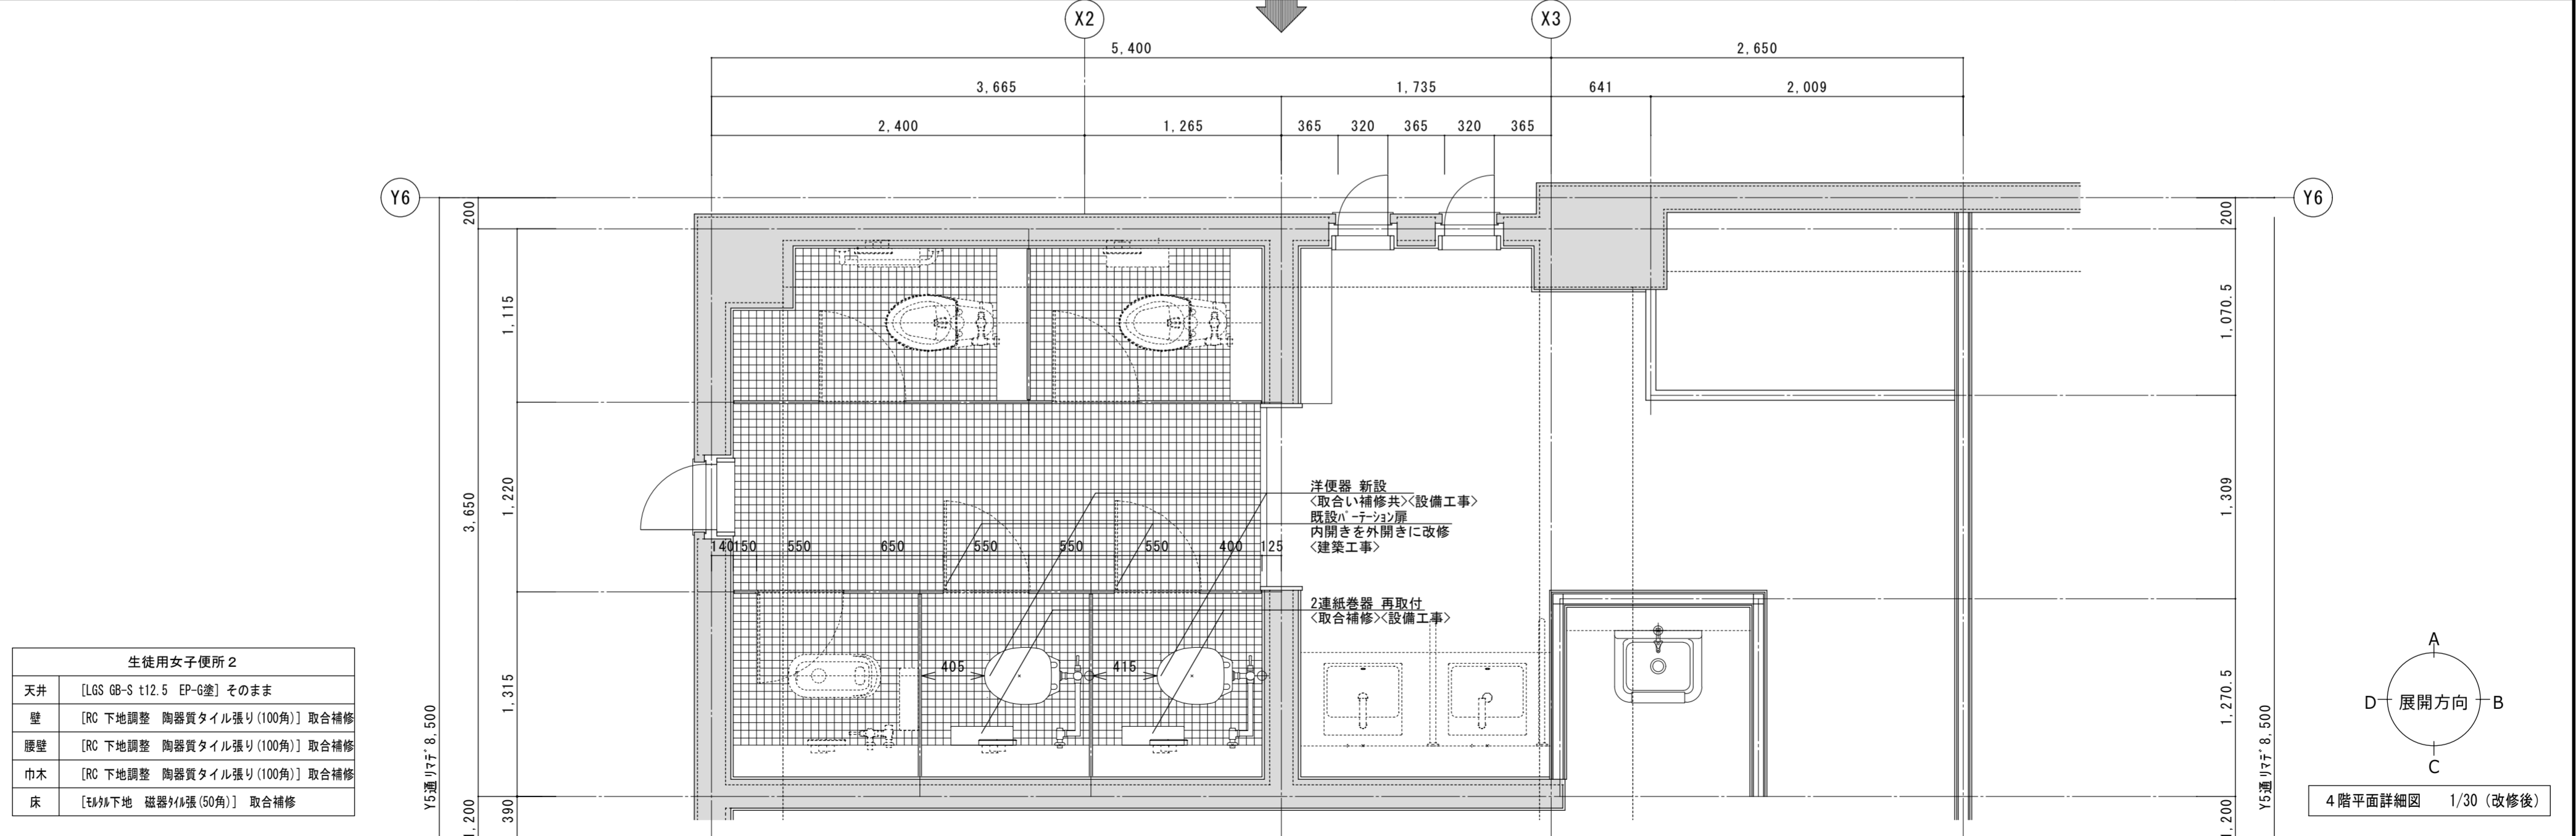 X2
X3
5,400
2,650
3,665
1,735
641
2,009
2,400
1,265
365
320
365
320
365
Y6
Y6
200
200
1,115
1,070.5
3,650
1,220
1,309
洋便器 新設
<取合い補修共><設備工事>
既設パーテーション扉
内開きを外開きに改修
<建築工事>
140
150
550
650
550
550
550
400
125
2連紙巻器 再取付
<取合補修><設備工事>
405
415
1,315
1,270.5
Y5通リマデ 8,500
Y5通リマデ 8,500
1,200
390
1,200
生徒用女子便所2
天井 [LGS GB-S t12.5 EP-G塗] そのまま
壁 [RC 下地調整 陶器質タイル張り(100角)] 取合補修
腰壁 [RC 下地調整 陶器質タイル張り(100角)] 取合補修
巾木 [RC 下地調整 陶器質タイル張り(100角)] 取合補修
床 [モルタル下地 磁器タイル張(50角)] 取合補修
A
D 展開方向 B
C
4階平面詳細図 1/30 (改修後)